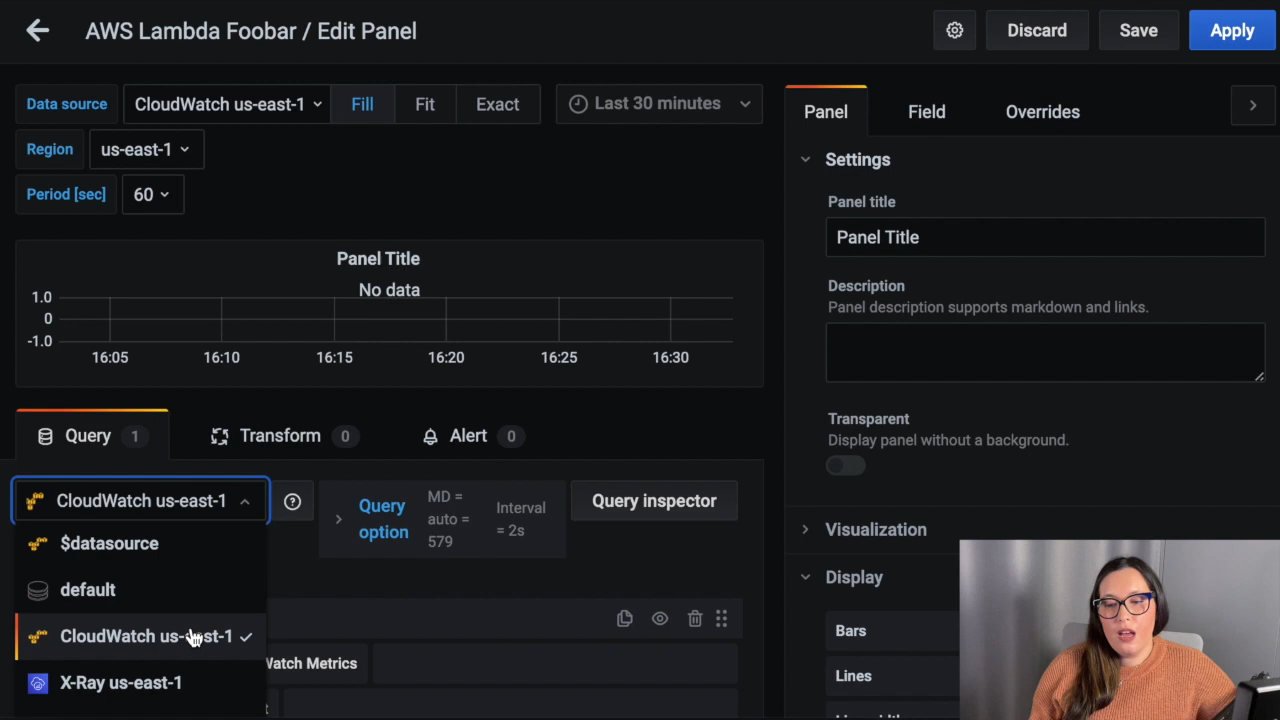 AWS Lambda Foobar / Edit Panel
Discard
Save
Apply
Data source
CloudWatch us-east-1
Fill
Fit
Exact
Last 30 minutes
Region
us-east-1
Period [sec]
60
Panel Title
No data
1.0
0
-1.0
16:05
16:10
16:15
16:20
16:25
16:30
Query
1
Transform
0
Alert
0
CloudWatch us-east-1
Query
option
MD =
auto =
579
Interval
= 2s
Query inspector
$datasource
default
CloudWatch us-east-1
X-Ray us-east-1
Watch Metrics
Panel
Field
Overrides
Settings
Panel title
Panel Title
Description
Panel description supports markdown and links.
Transparent
Display panel without a background.
Visualization
Display
Bars
Lines